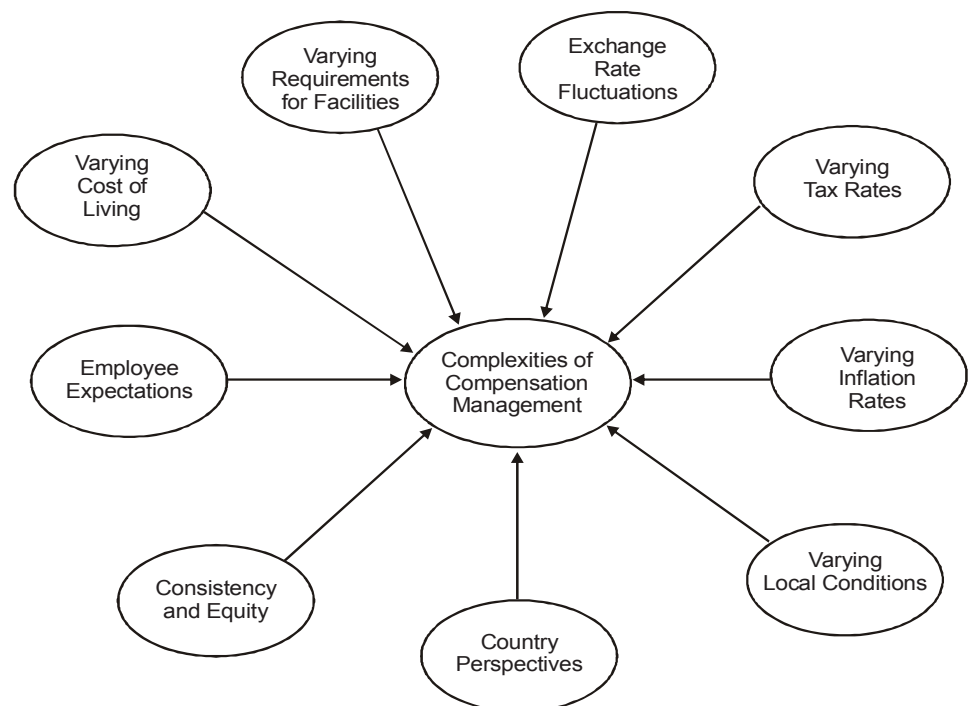 Varying
Requirements
for Facilities
Exchange
Rate
Fluctuations
Varying
Cost of
Living
Varying
Tax Rates
Employee
Expectations
Complexities of
Compensation
Management
Varying
Inflation
Rates
Consistency
and Equity
Country
Perspectives
Varying
Local Conditions